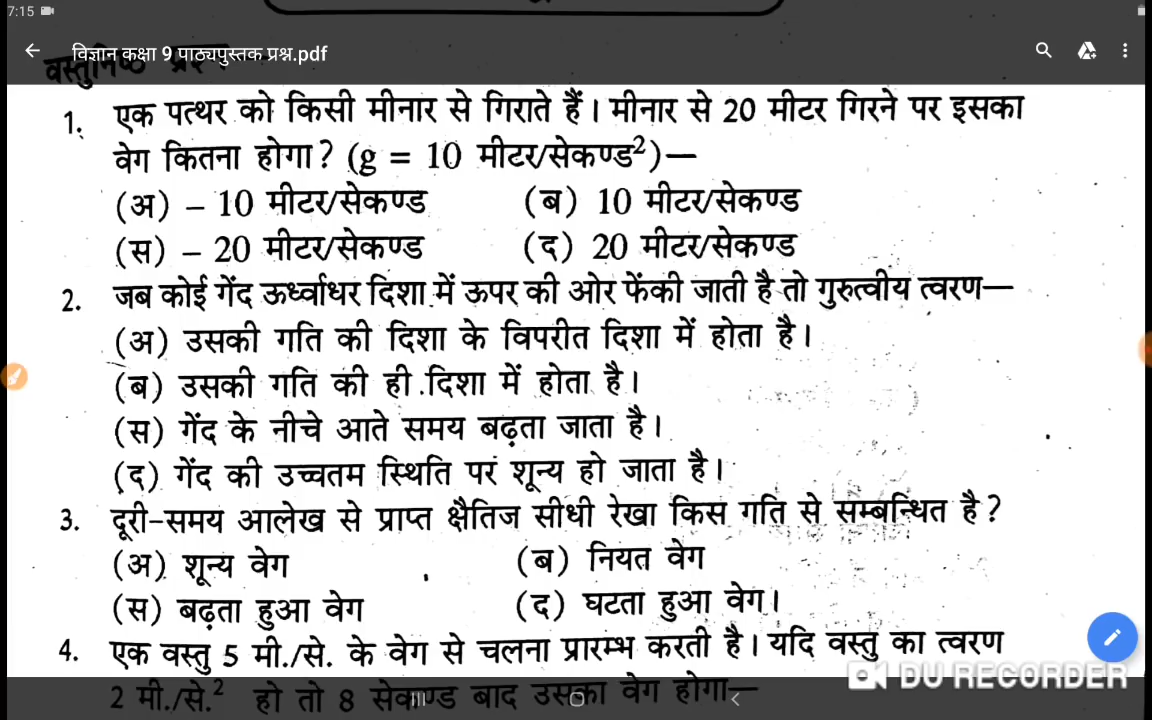 7:15
विज्ञान कक्षा 9 पाठ्यपुस्तक प्रश्न.pdf
वस्तुनिष्ठ प्रश्न
1. एक पत्थर को किसी मीनार से गिराते हैं। मीनार से 20 मीटर गिरने पर इसका
वेग कितना होगा? (g = 10 मीटर/सेकण्ड²)—
(अ) – 10 मीटर/सेकण्ड (ब) 10 मीटर/सेकण्ड
(स) – 20 मीटर/सेकण्ड (द) 20 मीटर/सेकण्ड
2. जब कोई गेंद ऊर्ध्वाधर दिशा में ऊपर की ओर फेंकी जाती है तो गुरुत्वीय त्वरण—
(अ) उसकी गति की दिशा के विपरीत दिशा में होता है।
(ब) उसकी गति की ही दिशा में होता है।
(स) गेंद के नीचे आते समय बढ़ता जाता है।
(द) गेंद की उच्चतम स्थिति पर शून्य हो जाता है।
3. दूरी-समय आलेख से प्राप्त क्षैतिज सीधी रेखा किस गति से सम्बन्धित है?
(अ) शून्य वेग (ब) नियत वेग
(स) बढ़ता हुआ वेग (द) घटता हुआ वेग।
4. एक वस्तु 5 मी./से. के वेग से चलना प्रारम्भ करती है। यदि वस्तु का त्वरण
2 मी./से.² हो तो 8 सेकण्ड बाद उसका वेग होगा—
DU RECORDER